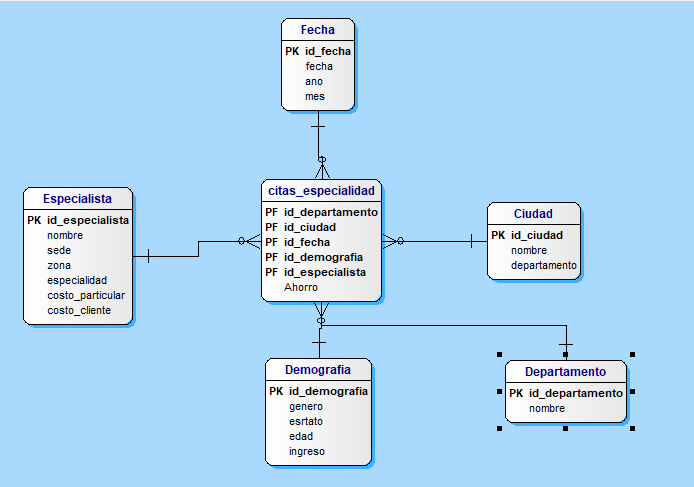 Fecha
PK id_fecha
fecha
ano
mes
Especialista
PK id_especialista
nombre
sede
zona
especialidad
costo_particular
costo_cliente
citas_especialidad
PF id_departamento
PF id_ciudad
PF id_fecha
PF id_demografia
PF id_especialista
Ahorro
Ciudad
PK id_ciudad
nombre
departamento
Demografia
PK id_demografia
genero
esrtato
edad
ingreso
Departamento
PK id_departamento
nombre